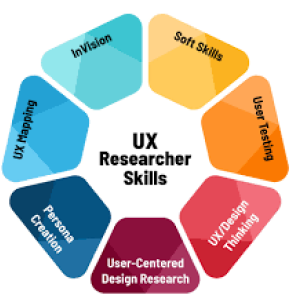 UX
Researcher
Skills
Soft Skills
User Testing
UX/Design
Thinking
User-Centered
Design Research
Persona
Creation
UX Mapping
InVision